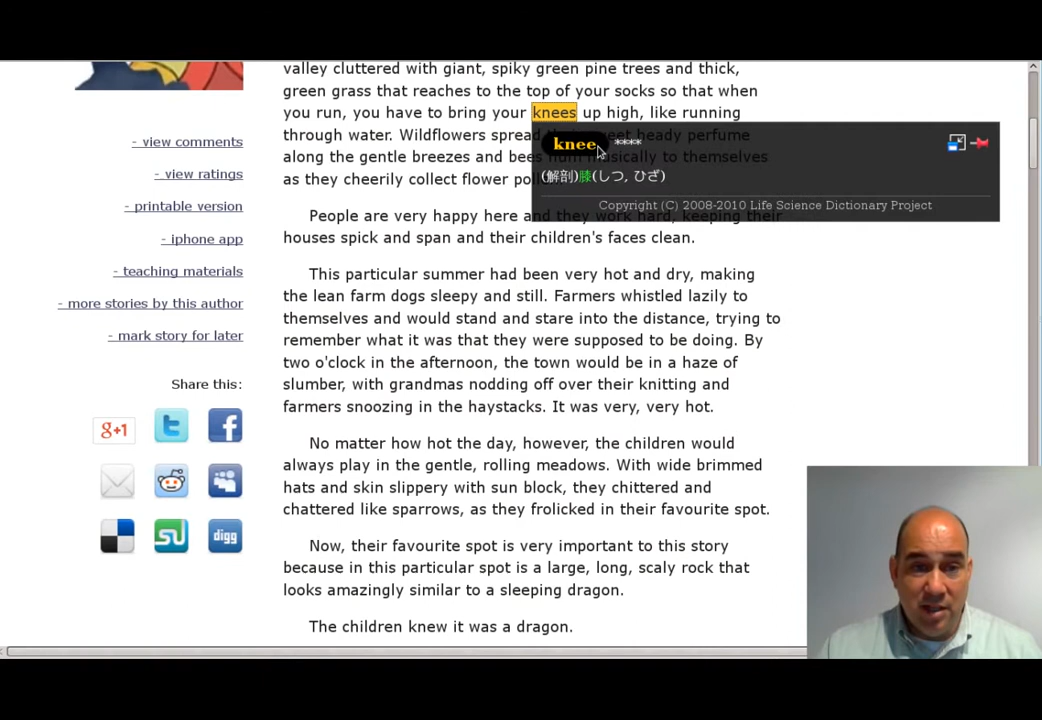 valley cluttered with giant, spiky green pine trees and thick,
green grass that reaches to the top of your socks so that when
you run, you have to bring your knees up high, like running
through water. Wildflowers spread their sweet heady perfume
along the gentle breezes and bees hum musically to themselves
as they cheerily collect flower
knee ****
(解剖)膝(しつ, ひざ)
Copyright (C) 2008-2010 Life Science Dictionary Project
- view comments
- view ratings
- printable version
- iphone app
- teaching materials
- more stories by this author
- mark story for later
Share this:
g+1
t
f
digg
People are very happy here and they work hard, keeping their
houses spick and span and their children's faces clean.
This particular summer had been very hot and dry, making
the lean farm dogs sleepy and still. Farmers whistled lazily to
themselves and would stand and stare into the distance, trying to
remember what it was that they were supposed to be doing. By
two o'clock in the afternoon, the town would be in a haze of
slumber, with grandmas nodding off over their knitting and
farmers snoozing in the haystacks. It was very, very hot.
No matter how hot the day, however, the children would
always play in the gentle, rolling meadows. With wide brimmed
hats and skin slippery with sun block, they chittered and
chattered like sparrows, as they frolicked in their favourite spot.
Now, their favourite spot is very important to this story
because in this particular spot is a large, long, scaly rock that
looks amazingly similar to a sleeping dragon.
The children knew it was a dragon.